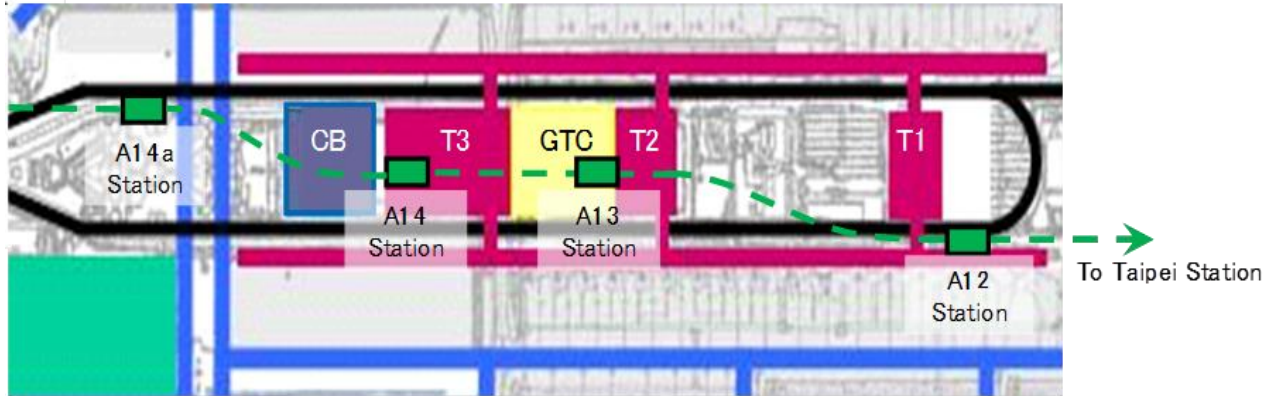 CB
T3
GTC
T2
T1
A14a
Station
A14
Station
A13
Station
A12
Station
To Taipei Station